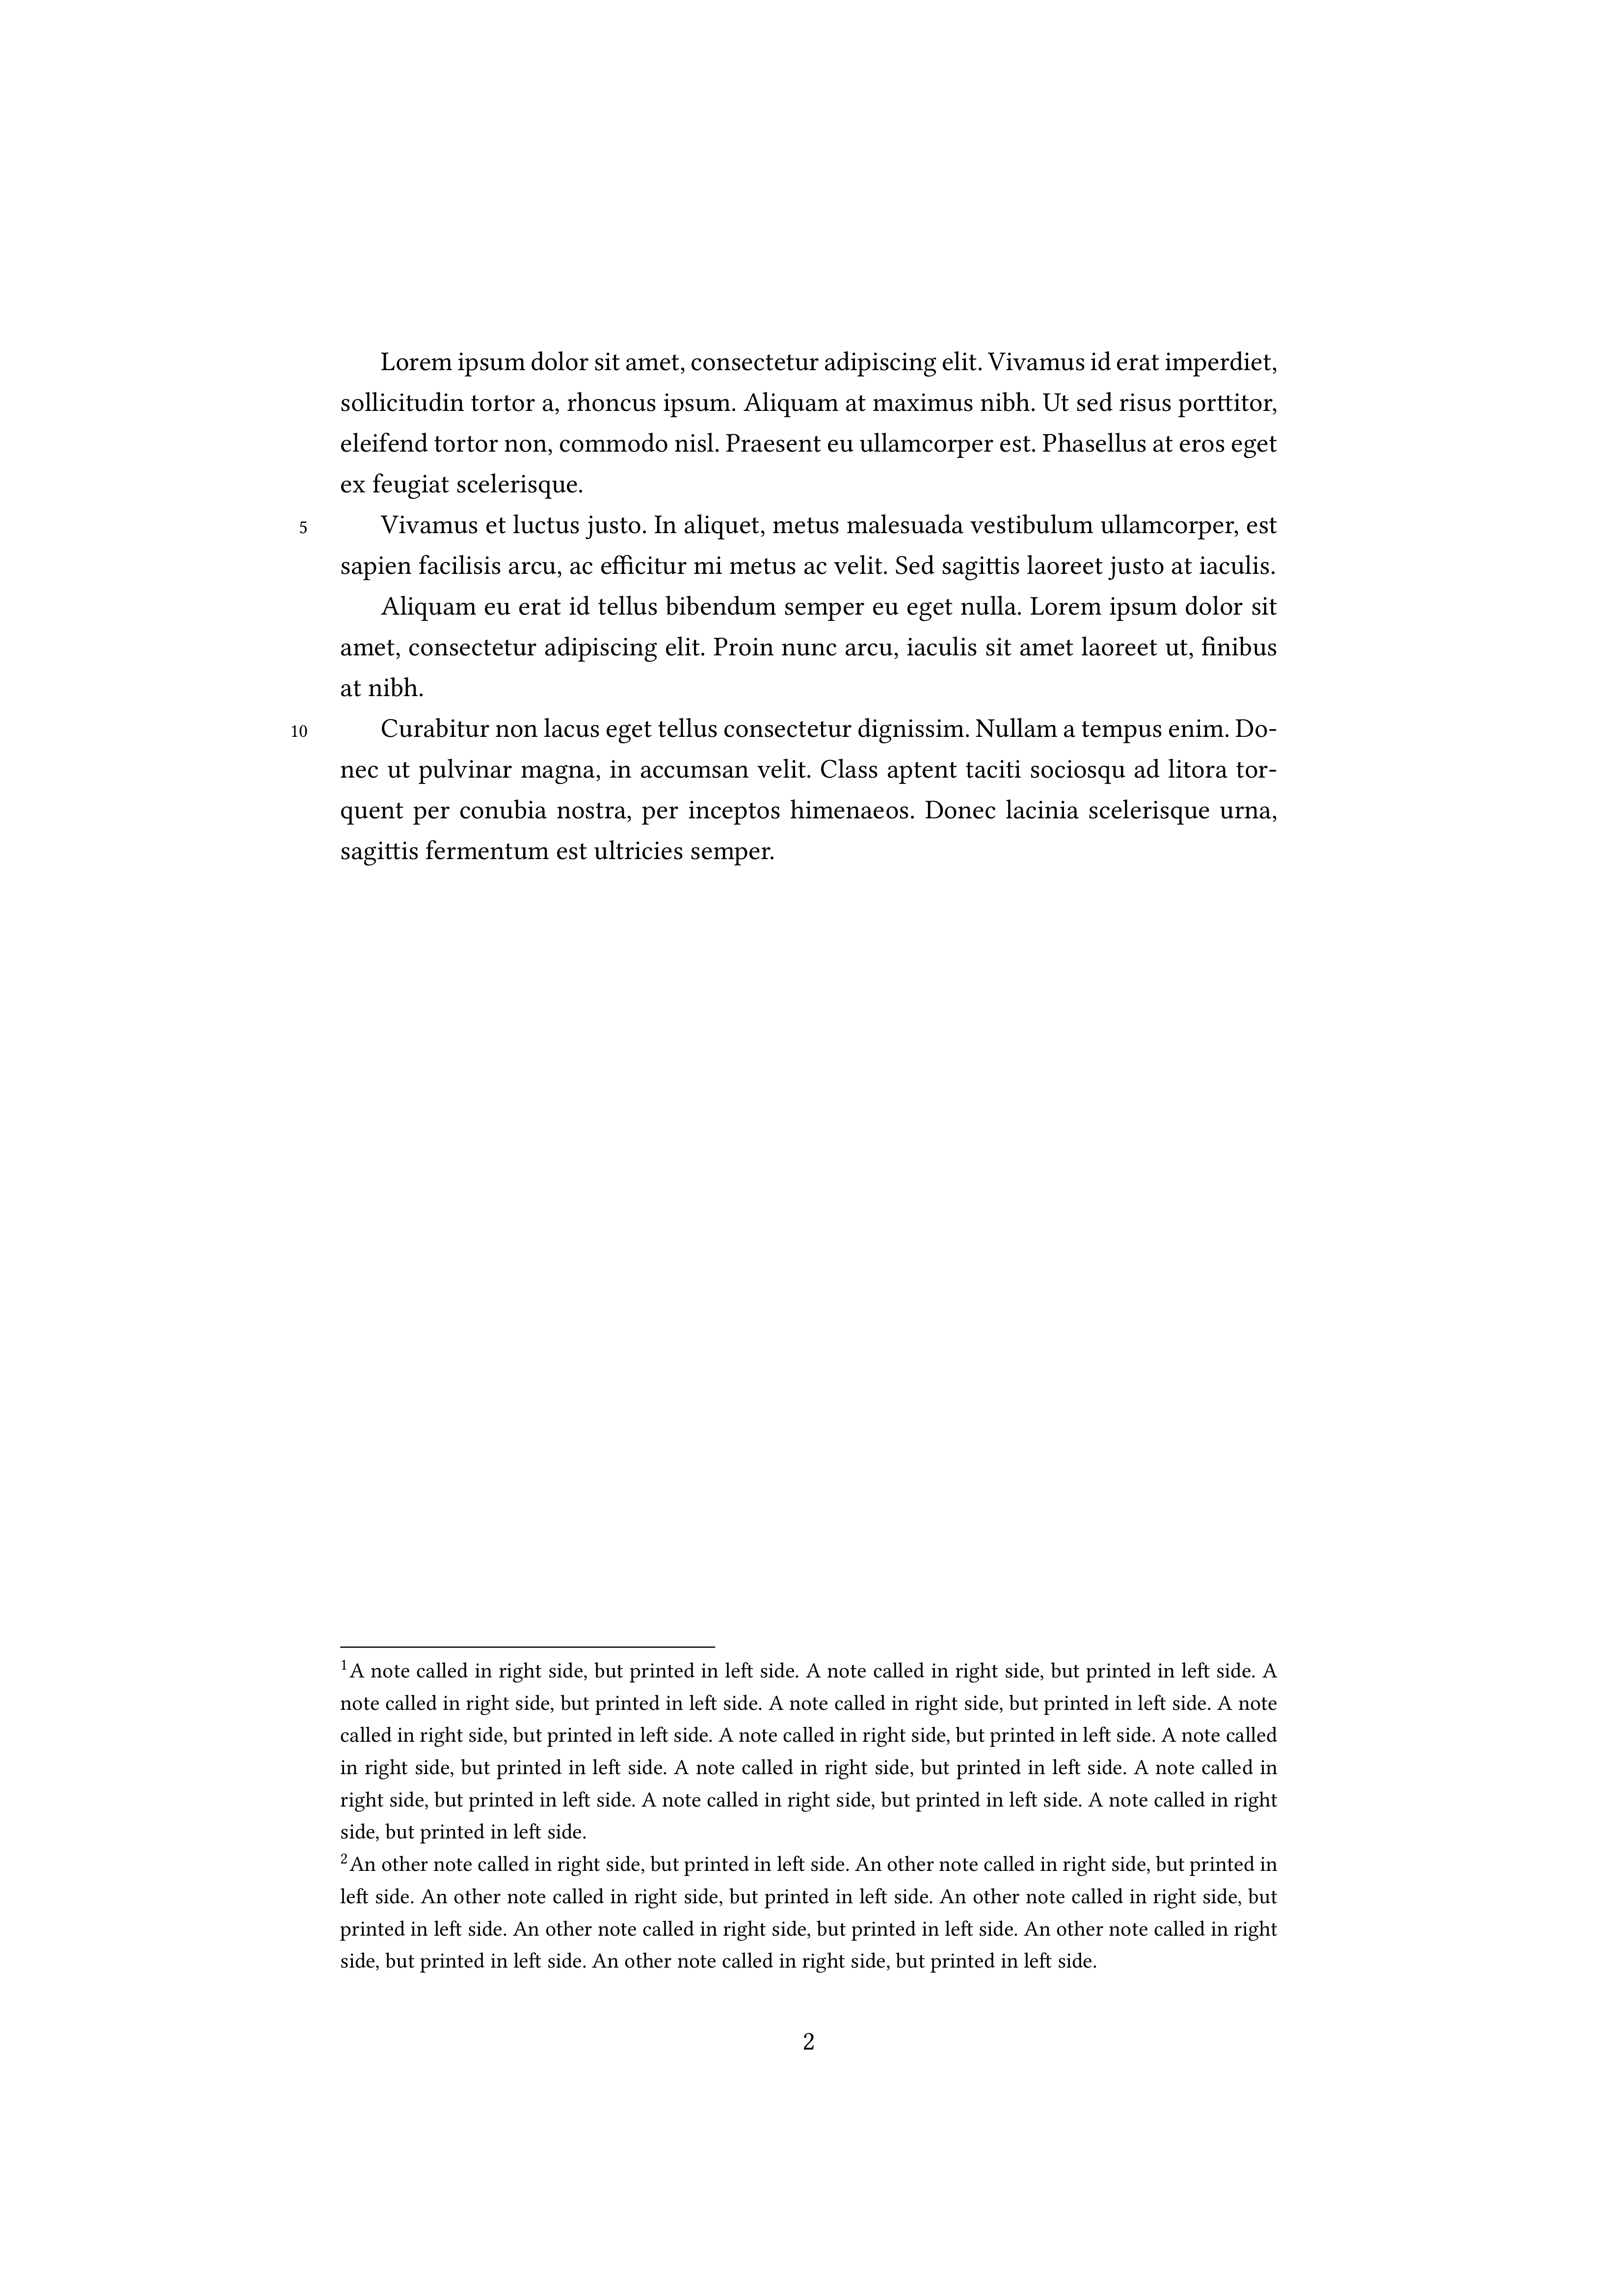 Lorem ipsum dolor sit amet, consectetur adipiscing elit. Vivamus id erat imperdiet,
sollicitudin tortor a, rhoncus ipsum. Aliquam at maximus nibh. Ut sed risus porttitor,
eleifend tortor non, commodo nisl. Praesent eu ullamcorper est. Phasellus at eros eget
ex feugiat scelerisque.
5 Vivamus et luctus justo. In aliquet, metus malesuada vestibulum ullamcorper, est
sapien facilisis arcu, ac efficitur mi metus ac velit. Sed sagittis laoreet justo at iaculis.
Aliquam eu erat id tellus bibendum semper eu eget nulla. Lorem ipsum dolor sit
amet, consectetur adipiscing elit. Proin nunc arcu, iaculis sit amet laoreet ut, finibus
at nibh.
10 Curabitur non lacus eget tellus consectetur dignissim. Nullam a tempus enim. Do-
nec ut pulvinar magna, in accumsan velit. Class aptent taciti sociosqu ad litora tor-
quent per conubia nostra, per inceptos himenaeos. Donec lacinia scelerisque urna,
sagittis fermentum est ultricies semper.
1 A note called in right side, but printed in left side. A note called in right side, but printed in left side. A
note called in right side, but printed in left side. A note called in right side, but printed in left side. A note
called in right side, but printed in left side. A note called in right side, but printed in left side. A note called
in right side, but printed in left side. A note called in right side, but printed in left side. A note called in
right side, but printed in left side. A note called in right side, but printed in left side. A note called in right
side, but printed in left side.
2 An other note called in right side, but printed in left side. An other note called in right side, but printed in
left side. An other note called in right side, but printed in left side. An other note called in right side, but
printed in left side. An other note called in right side, but printed in left side. An other note called in right
side, but printed in left side. An other note called in right side, but printed in left side.
2